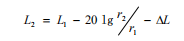 L₂ = L₁ − 20 lg r₂/r₁ − ΔL